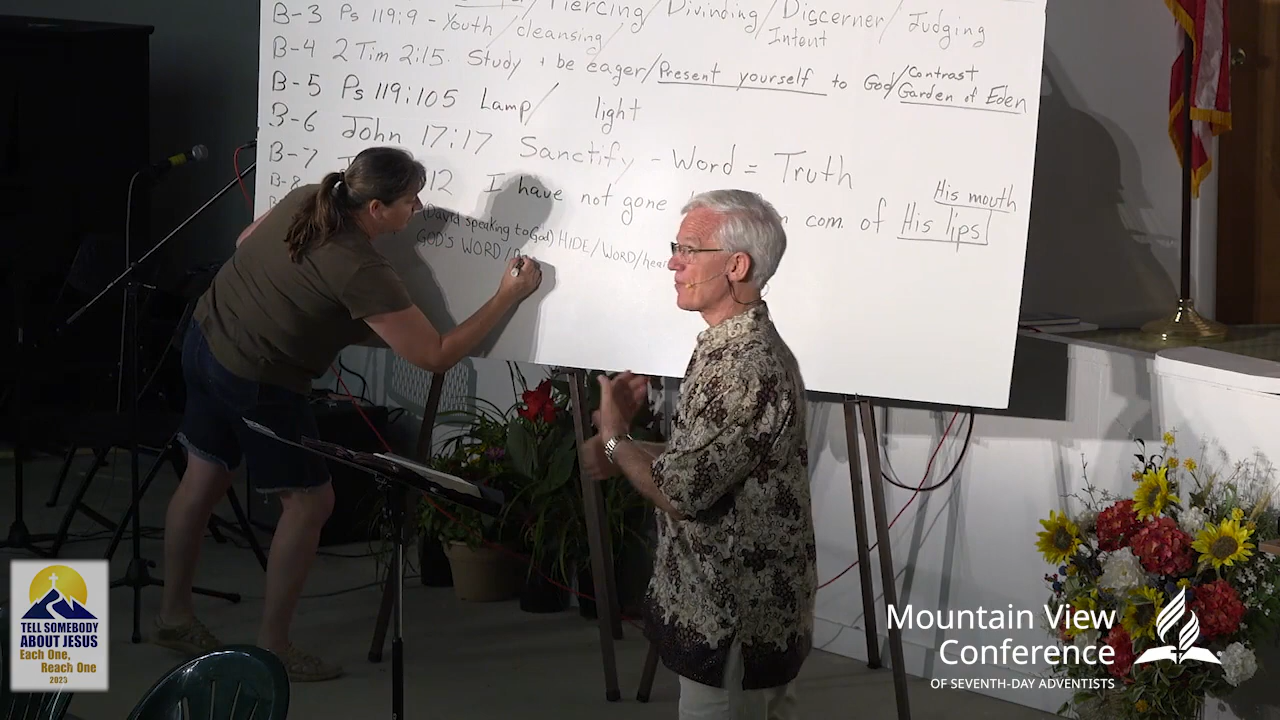 B-3 Ps 119:9 - Youth / cleansing / Piercing / Divinding / Discerner / Judging
Intent
B-4 2 Tim 2:15. Study + be eager / Present yourself to God / Contrast
Garden of Eden
B-5 Ps 119:105 Lamp / light
B-6 John 17:17 Sanctify - Word = Truth
B-7 12 I have not gone com. of His lips
His mouth
B-8
(David speaking to God) HIDE / WORD / hear
GOD'S WORD /
TELL SOMEBODY
ABOUT JESUS
Each One,
Reach One
2023
Mountain View
Conference
OF SEVENTH-DAY ADVENTISTS